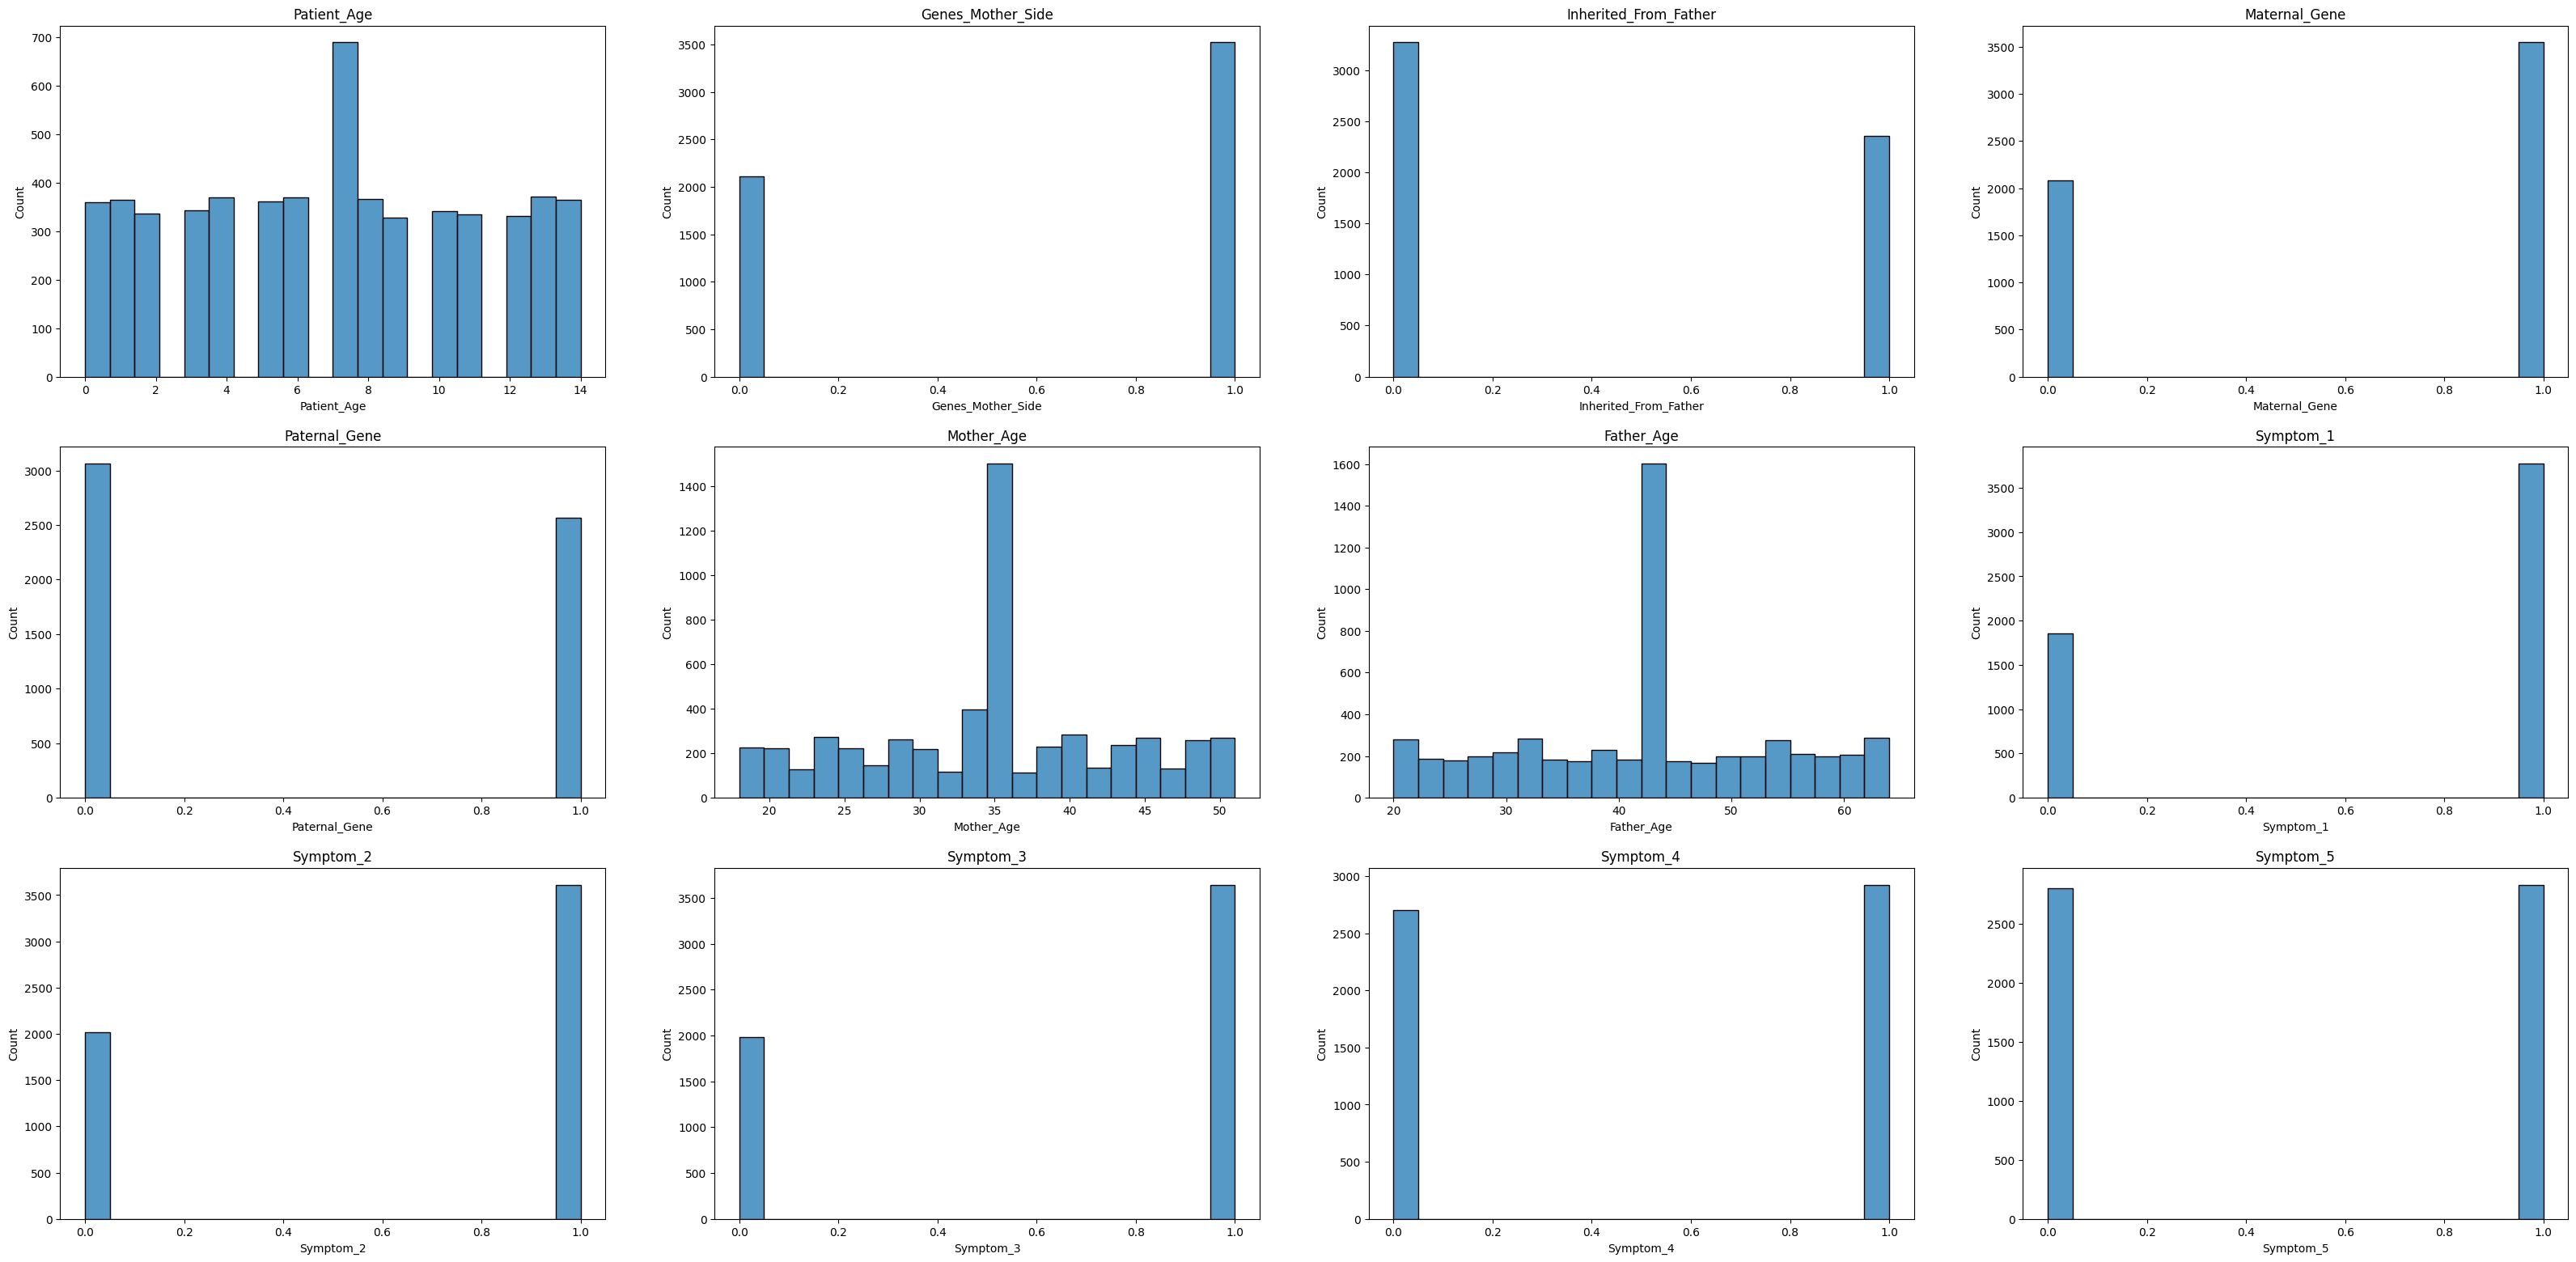 Patient_Age
Genes_Mother_Side
Inherited_From_Father
Maternal_Gene
700
600
500
400
300
200
100
0
Count
0 2 4 6 8 10 12 14
Patient_Age
3500
3000
2500
2000
1500
1000
500
0
Count
0.0 0.2 0.4 0.6 0.8 1.0
Genes_Mother_Side
3000
2500
2000
1500
1000
500
0
Count
0.0 0.2 0.4 0.6 0.8 1.0
Inherited_From_Father
3500
3000
2500
2000
1500
1000
500
0
Count
0.0 0.2 0.4 0.6 0.8 1.0
Maternal_Gene
Paternal_Gene
Mother_Age
Father_Age
Symptom_1
3000
2500
2000
1500
1000
500
0
Count
0.0 0.2 0.4 0.6 0.8 1.0
Paternal_Gene
1400
1200
1000
800
600
400
200
0
Count
20 25 30 35 40 45 50
Mother_Age
1600
1400
1200
1000
800
600
400
200
0
Count
20 30 40 50 60
Father_Age
3500
3000
2500
2000
1500
1000
500
0
Count
0.0 0.2 0.4 0.6 0.8 1.0
Symptom_1
Symptom_2
Symptom_3
Symptom_4
Symptom_5
3500
3000
2500
2000
1500
1000
500
0
Count
0.0 0.2 0.4 0.6 0.8 1.0
Symptom_2
3500
3000
2500
2000
1500
1000
500
0
Count
0.0 0.2 0.4 0.6 0.8 1.0
Symptom_3
3000
2500
2000
1500
1000
500
0
Count
0.0 0.2 0.4 0.6 0.8 1.0
Symptom_4
2500
2000
1500
1000
500
0
Count
0.0 0.2 0.4 0.6 0.8 1.0
Symptom_5